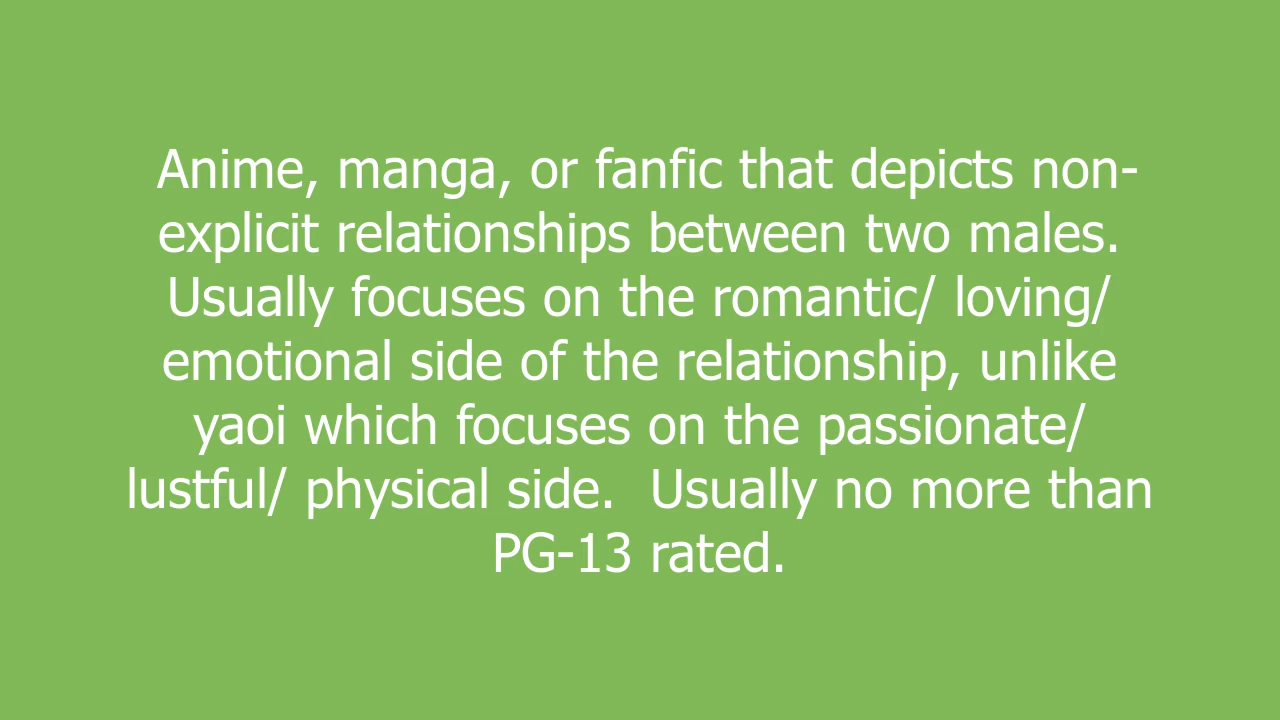 Anime, manga, or fanfic that depicts non-
explicit relationships between two males.
Usually focuses on the romantic/ loving/
emotional side of the relationship, unlike
yaoi which focuses on the passionate/
lustful/ physical side.  Usually no more than
PG-13 rated.